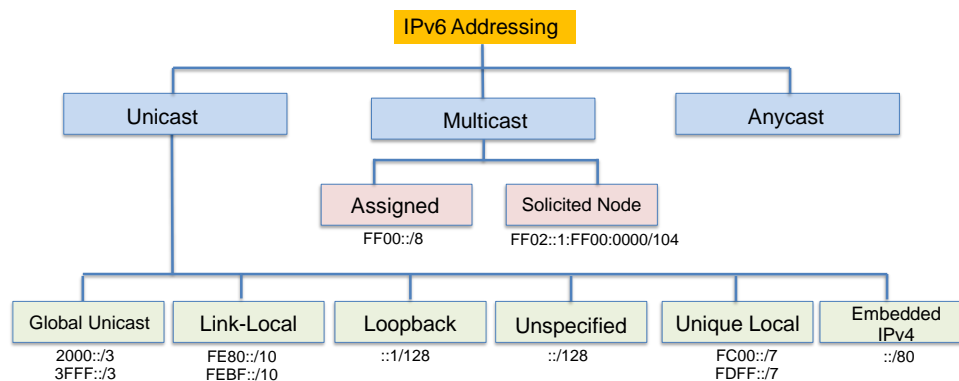 IPv6 Addressing
Unicast
Multicast
Anycast
Assigned
Solicited Node
FF00::/8
FF02::1:FF00:0000/104
Global Unicast
Link-Local
Loopback
Unspecified
Unique Local
Embedded
IPv4
2000::/3
3FFF::/3
FE80::/10
FEBF::/10
::1/128
::/128
FC00::/7
FDFF::/7
::/80